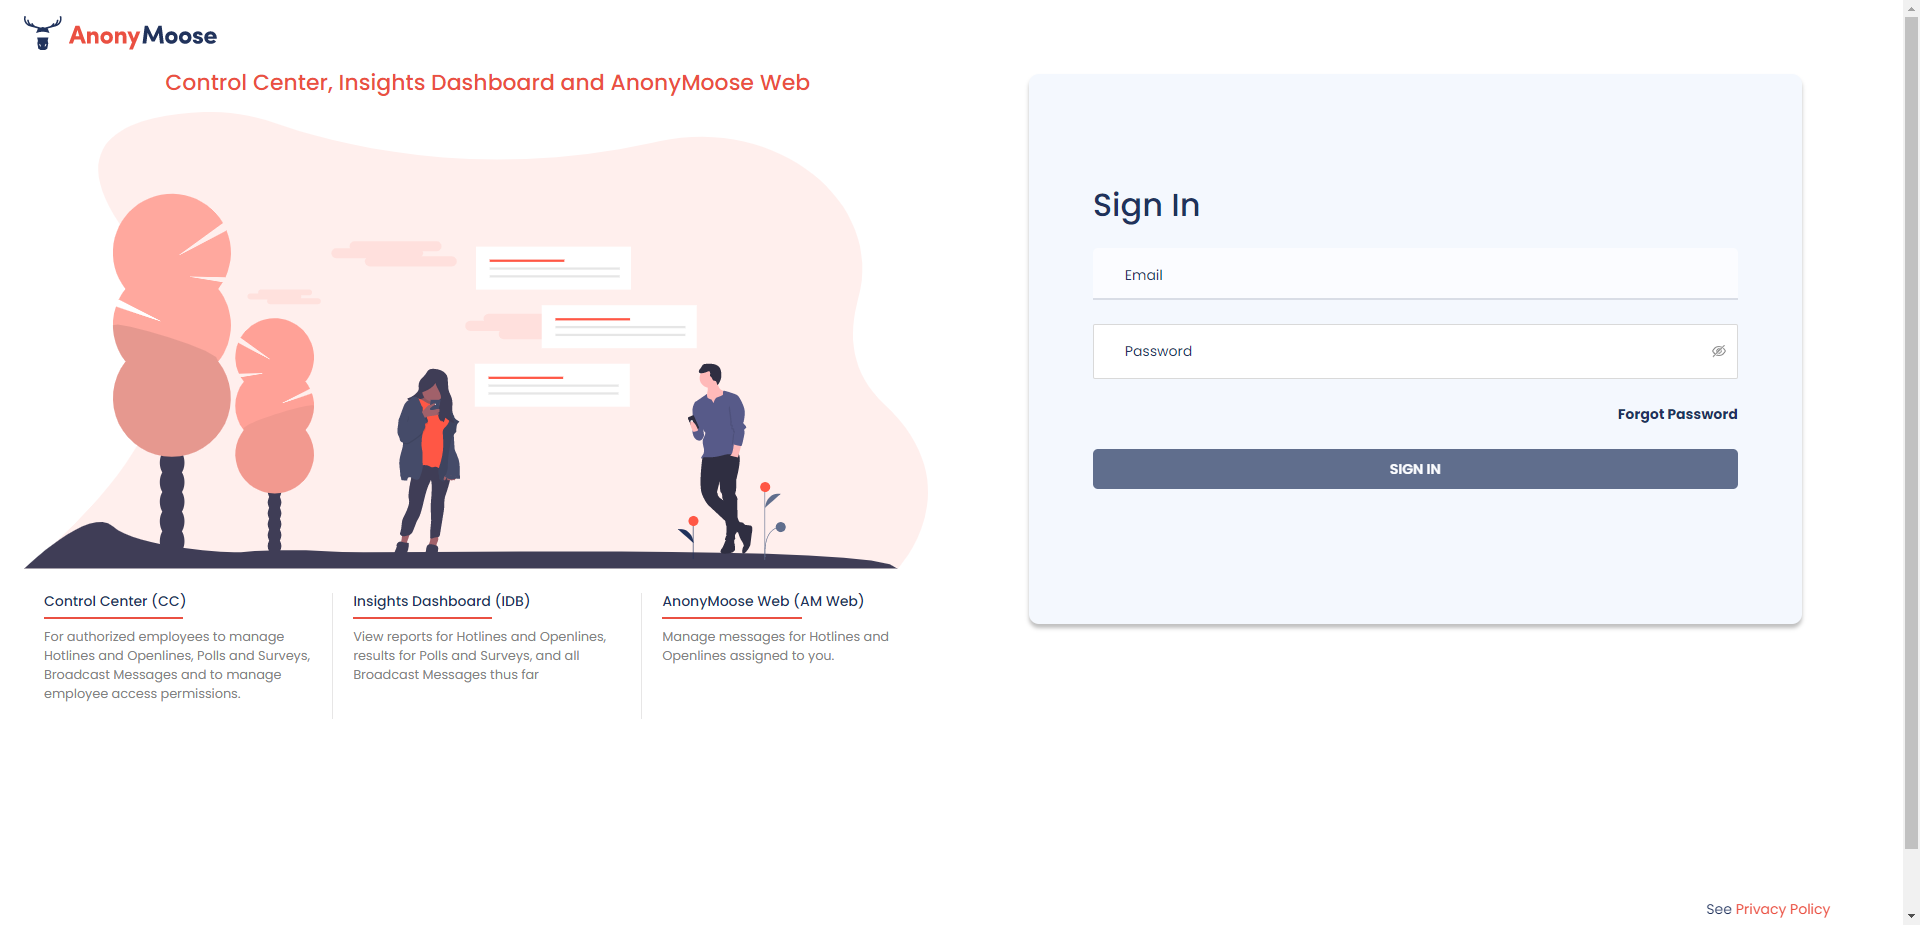 AnonyMoose
Control Center, Insights Dashboard and AnonyMoose Web
Sign In
Email
Password
Forgot Password
SIGN IN
Control Center (CC)
For authorized employees to manage
Hotlines and Openlines, Polls and Surveys,
Broadcast Messages and to manage
employee access permissions.
Insights Dashboard (IDB)
View reports for Hotlines and Openlines,
results for Polls and Surveys, and all
Broadcast Messages thus far
AnonyMoose Web (AM Web)
Manage messages for Hotlines and
Openlines assigned to you.
See Privacy Policy